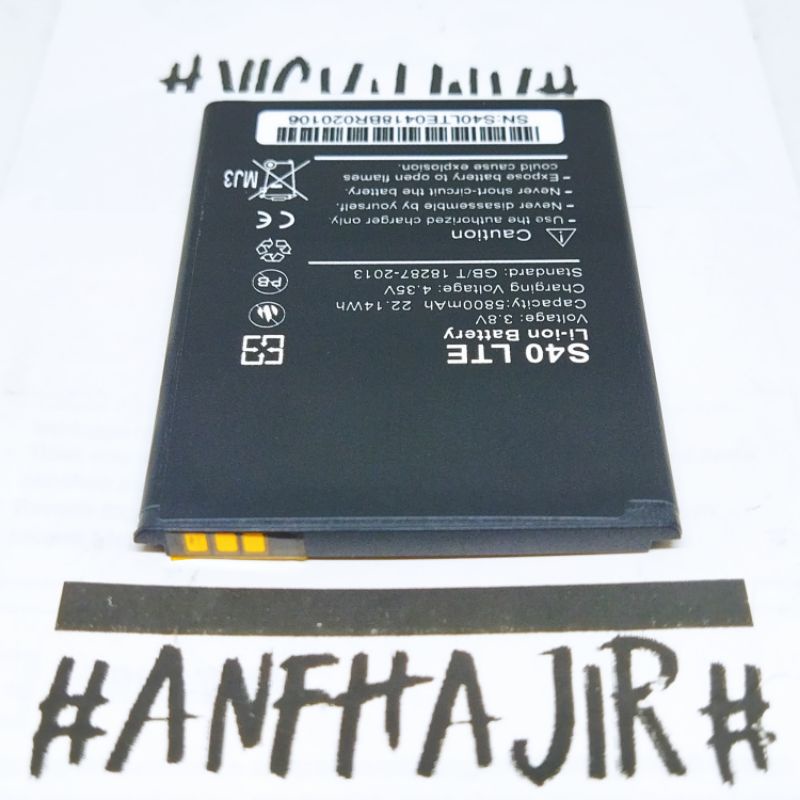 S40 LTE
Li-ion Battery
Voltage: 3.8V
Capacity:5800mAh 22.14Wh
Charging Voltage: 4.35V
Standard: GB/T 18287-2013
Caution
- Use the authorized charger only.
- Never disassemble by yourself.
- Never short-circuit the battery.
- Expose battery to open flames
could cause explosion.
CE
MJ3
SN:S40LTE0418BR020106
#ANFHAJIR#